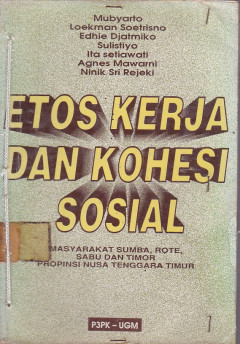 Mubyarto
Loekman Soetrisno
Edhie Djatmiko
Sulistiyo
Ita setiawati
Agnes Mawarni
Ninik Sri Rejeki
ETOS KERJA
DAN KOHESI
SOSIAL
MASYARAKAT SUMBA, ROTE,
SABU DAN TIMOR
PROPINSI NUSA TENGGARA TIMUR
P3PK – UGM